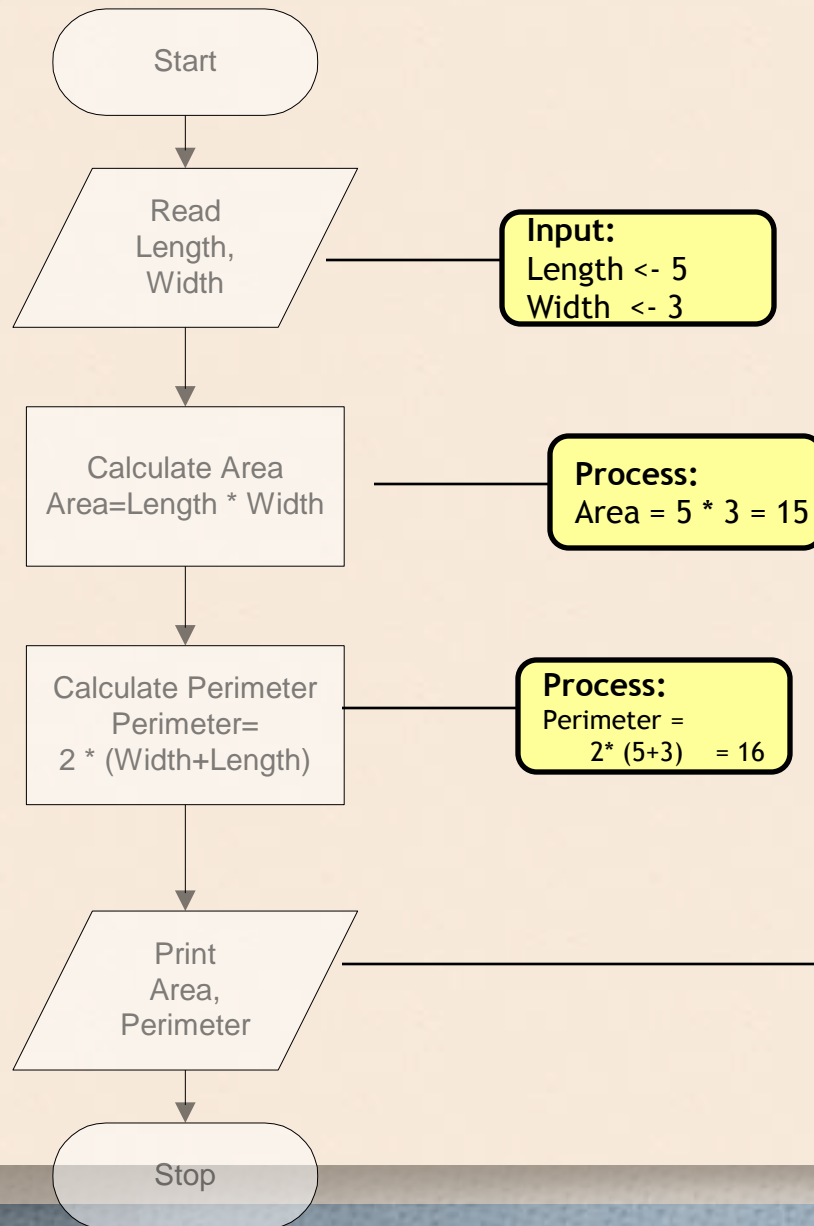 Start
Read
Length,
Width
Input:
Length <- 5
Width <- 3
Calculate Area
Area=Length * Width
Process:
Area = 5 * 3 = 15
Calculate Perimeter
Perimeter=
2 * (Width+Length)
Process:
Perimeter =
2* (5+3) = 16
Print
Area,
Perimeter
Stop